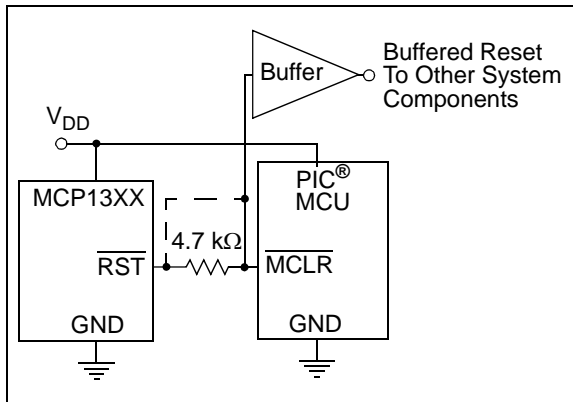 Buffer
Buffered Reset
To Other System
Components
VDD
MCP13XX
PIC®
MCU
4.7 kΩ
RST
MCLR
GND
GND